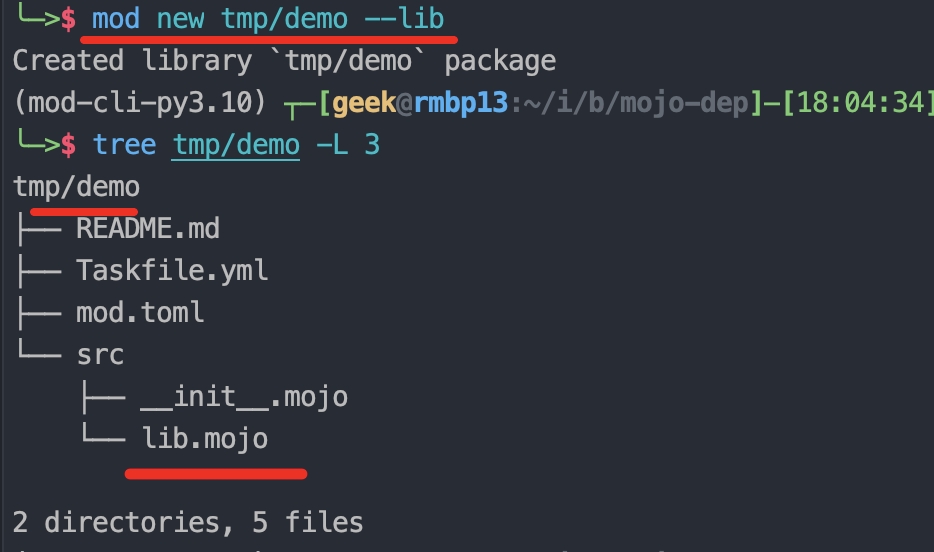 ╰─>$ mod new tmp/demo --lib
Created library `tmp/demo` package
(mod-cli-py3.10) ┬─[geek@rmbp13:~/i/b/mojo-dep]─[18:04:34]
╰─>$ tree tmp/demo -L 3
tmp/demo
├── README.md
├── Taskfile.yml
├── mod.toml
└── src
    ├── __init__.mojo
    └── lib.mojo
2 directories, 5 files